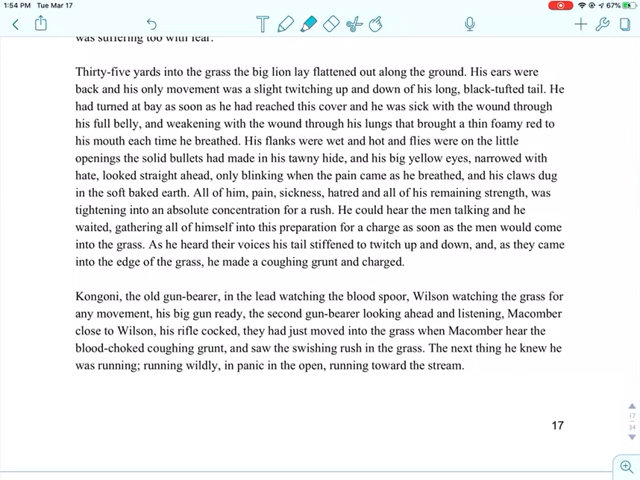 1:54 PM Tue Mar 17
67%
was suffering too with fear.
Thirty-five yards into the grass the big lion lay flattened out along the ground. His ears were
back and his only movement was a slight twitching up and down of his long, black-tufted tail. He
had turned at bay as soon as he had reached this cover and he was sick with the wound through
his full belly, and weakening with the wound through his lungs that brought a thin foamy red to
his mouth each time he breathed. His flanks were wet and hot and flies were on the little
openings the solid bullets had made in his tawny hide, and his big yellow eyes, narrowed with
hate, looked straight ahead, only blinking when the pain came as he breathed, and his claws dug
in the soft baked earth. All of him, pain, sickness, hatred and all of his remaining strength, was
tightening into an absolute concentration for a rush. He could hear the men talking and he
waited, gathering all of himself into this preparation for a charge as soon as the men would come
into the grass. As he heard their voices his tail stiffened to twitch up and down, and, as they came
into the edge of the grass, he made a coughing grunt and charged.
Kongoni, the old gun-bearer, in the lead watching the blood spoor, Wilson watching the grass for
any movement, his big gun ready, the second gun-bearer looking ahead and listening, Macomber
close to Wilson, his rifle cocked, they had just moved into the grass when Macomber hear the
blood-choked coughing grunt, and saw the swishing rush in the grass. The next thing he knew he
was running; running wildly, in panic in the open, running toward the stream.
17
17
34